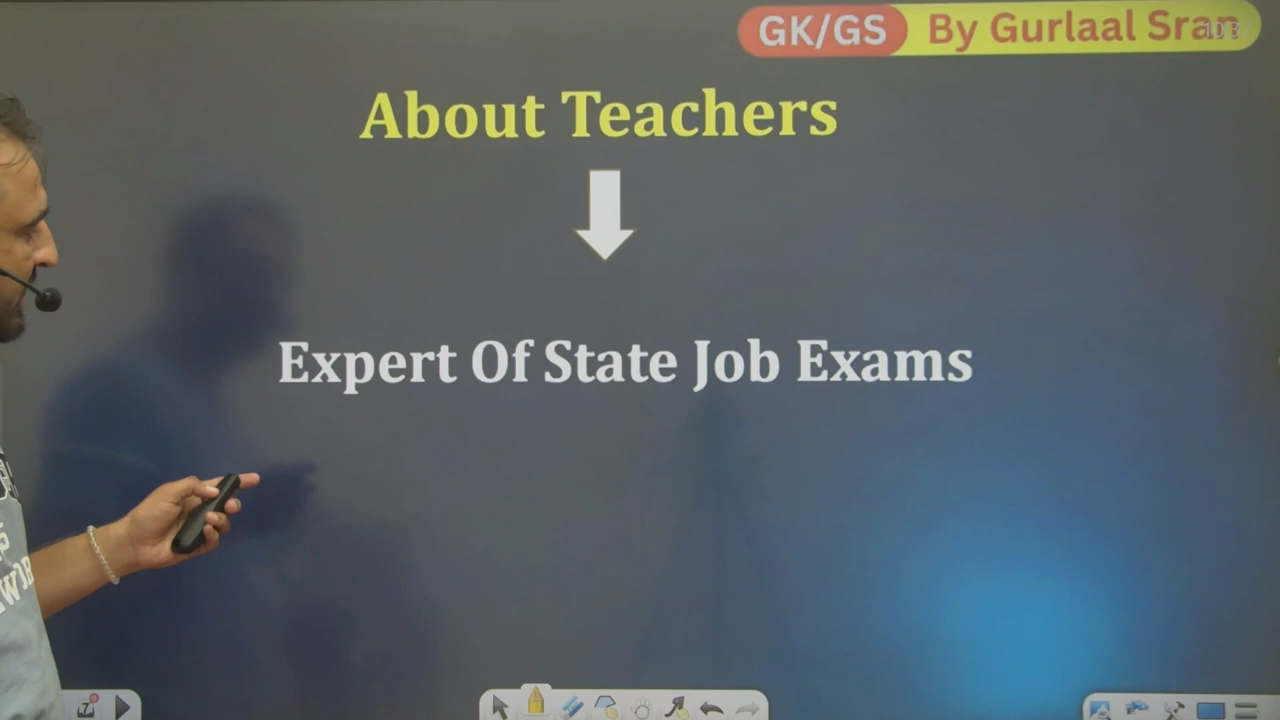 GK/GS By Gurlaal Sran
About Teachers
Expert Of State Job Exams